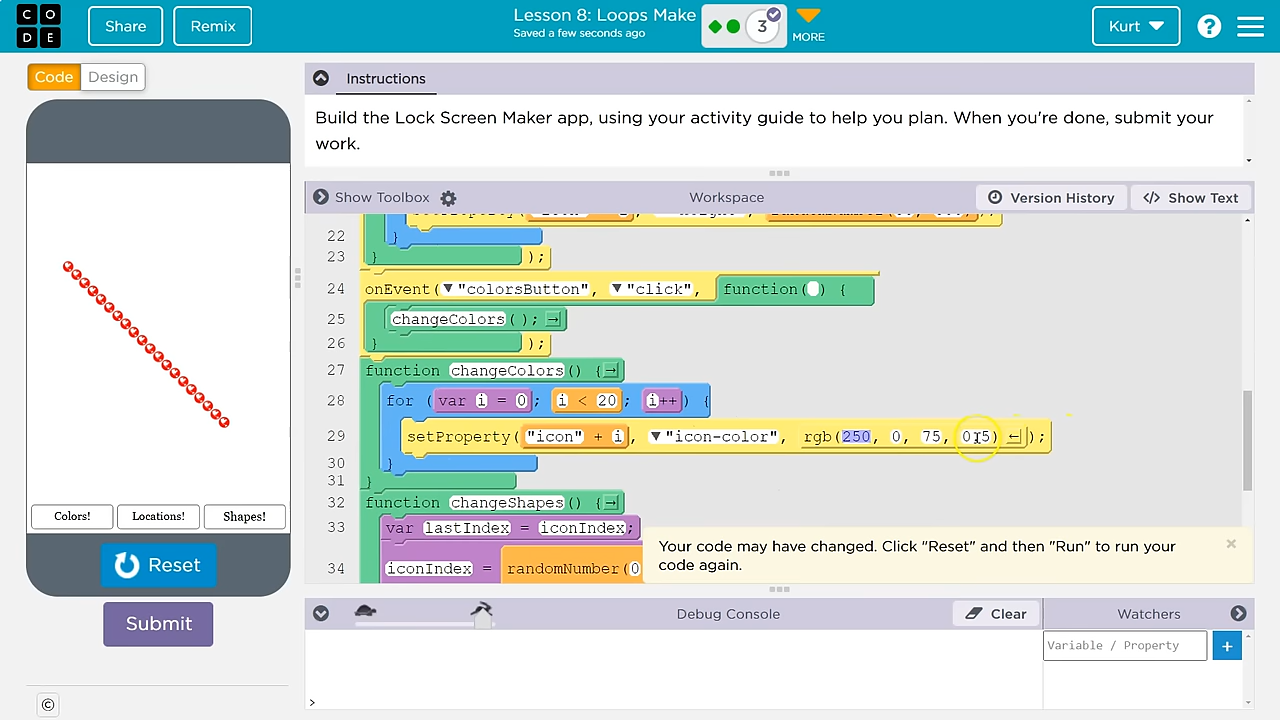 C O
D E
Share
Remix
Lesson 8: Loops Make
Saved a few seconds ago
3
MORE
Kurt
?
Code
Design
Instructions
Build the Lock Screen Maker app, using your activity guide to help you plan. When you're done, submit your
work.
Show Toolbox
Workspace
Version History
</> Show Text
22 }
23 } );
24 onEvent( ▼ "colorsButton", ▼ "click", function( ) {
25 changeColors ( );
26 } );
27 function changeColors () {
28 for ( var i = 0; i < 20 ; i++ ) {
29 setProperty( "icon" + i, ▼ "icon-color", rgb( 250, 0, 75, ) );
30 }
31 }
32 function changeShapes () {
33 var lastIndex = iconIndex;
34 iconIndex = randomNumber (0
Your code may have changed. Click "Reset" and then "Run" to run your
code again.
×
Colors!
Locations!
Shapes!
Reset
Submit
Debug Console
Clear
Watchers
Variable / Property
+
>
©